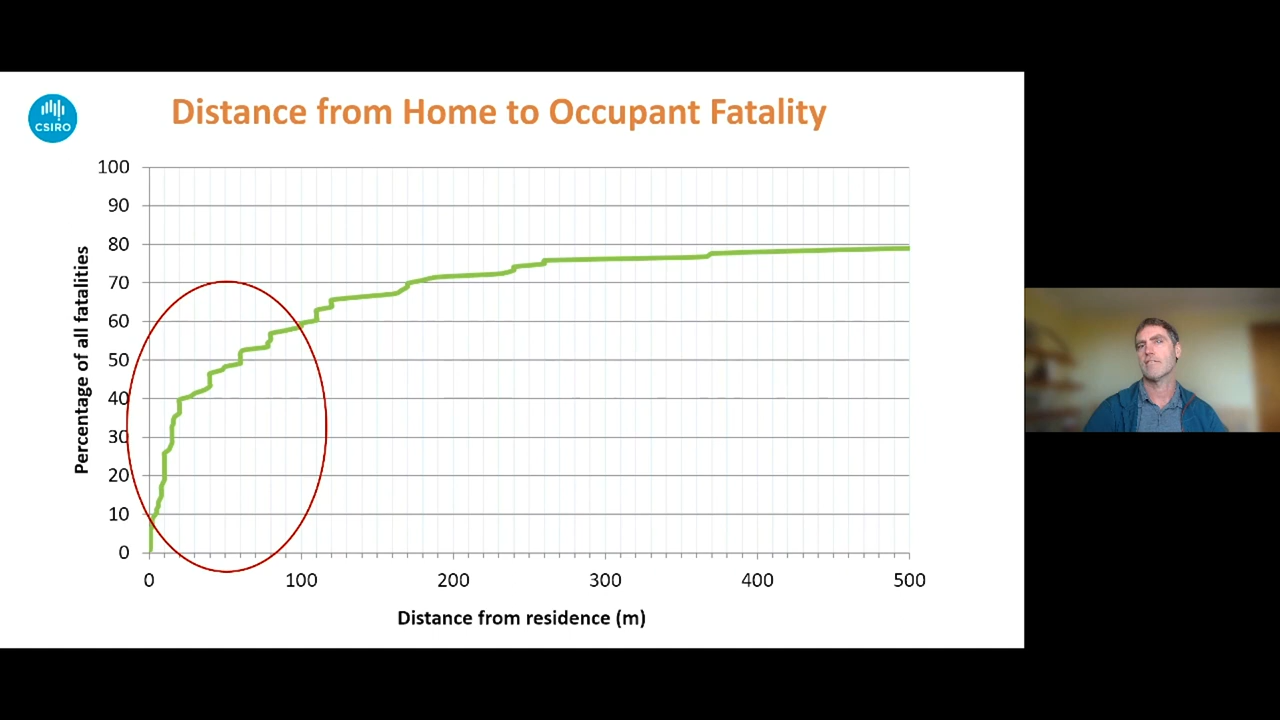 CSIRO
Distance from Home to Occupant Fatality
Percentage of all fatalities
100
90
80
70
60
50
40
30
20
10
0
0 100 200 300 400 500
Distance from residence (m)